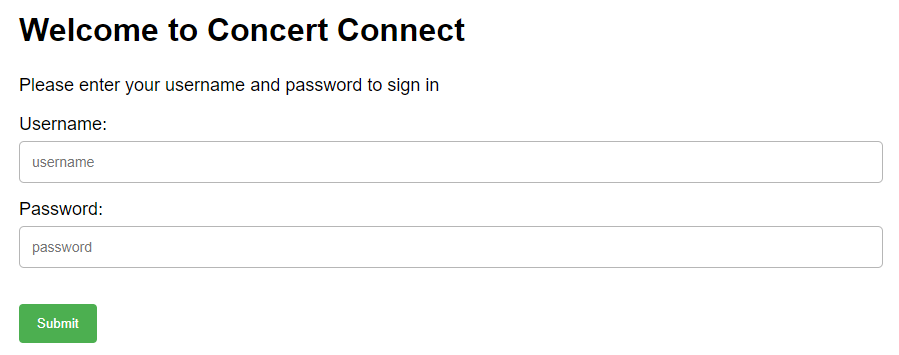 Welcome to Concert Connect
Please enter your username and password to sign in
Username:
username
Password:
password
Submit